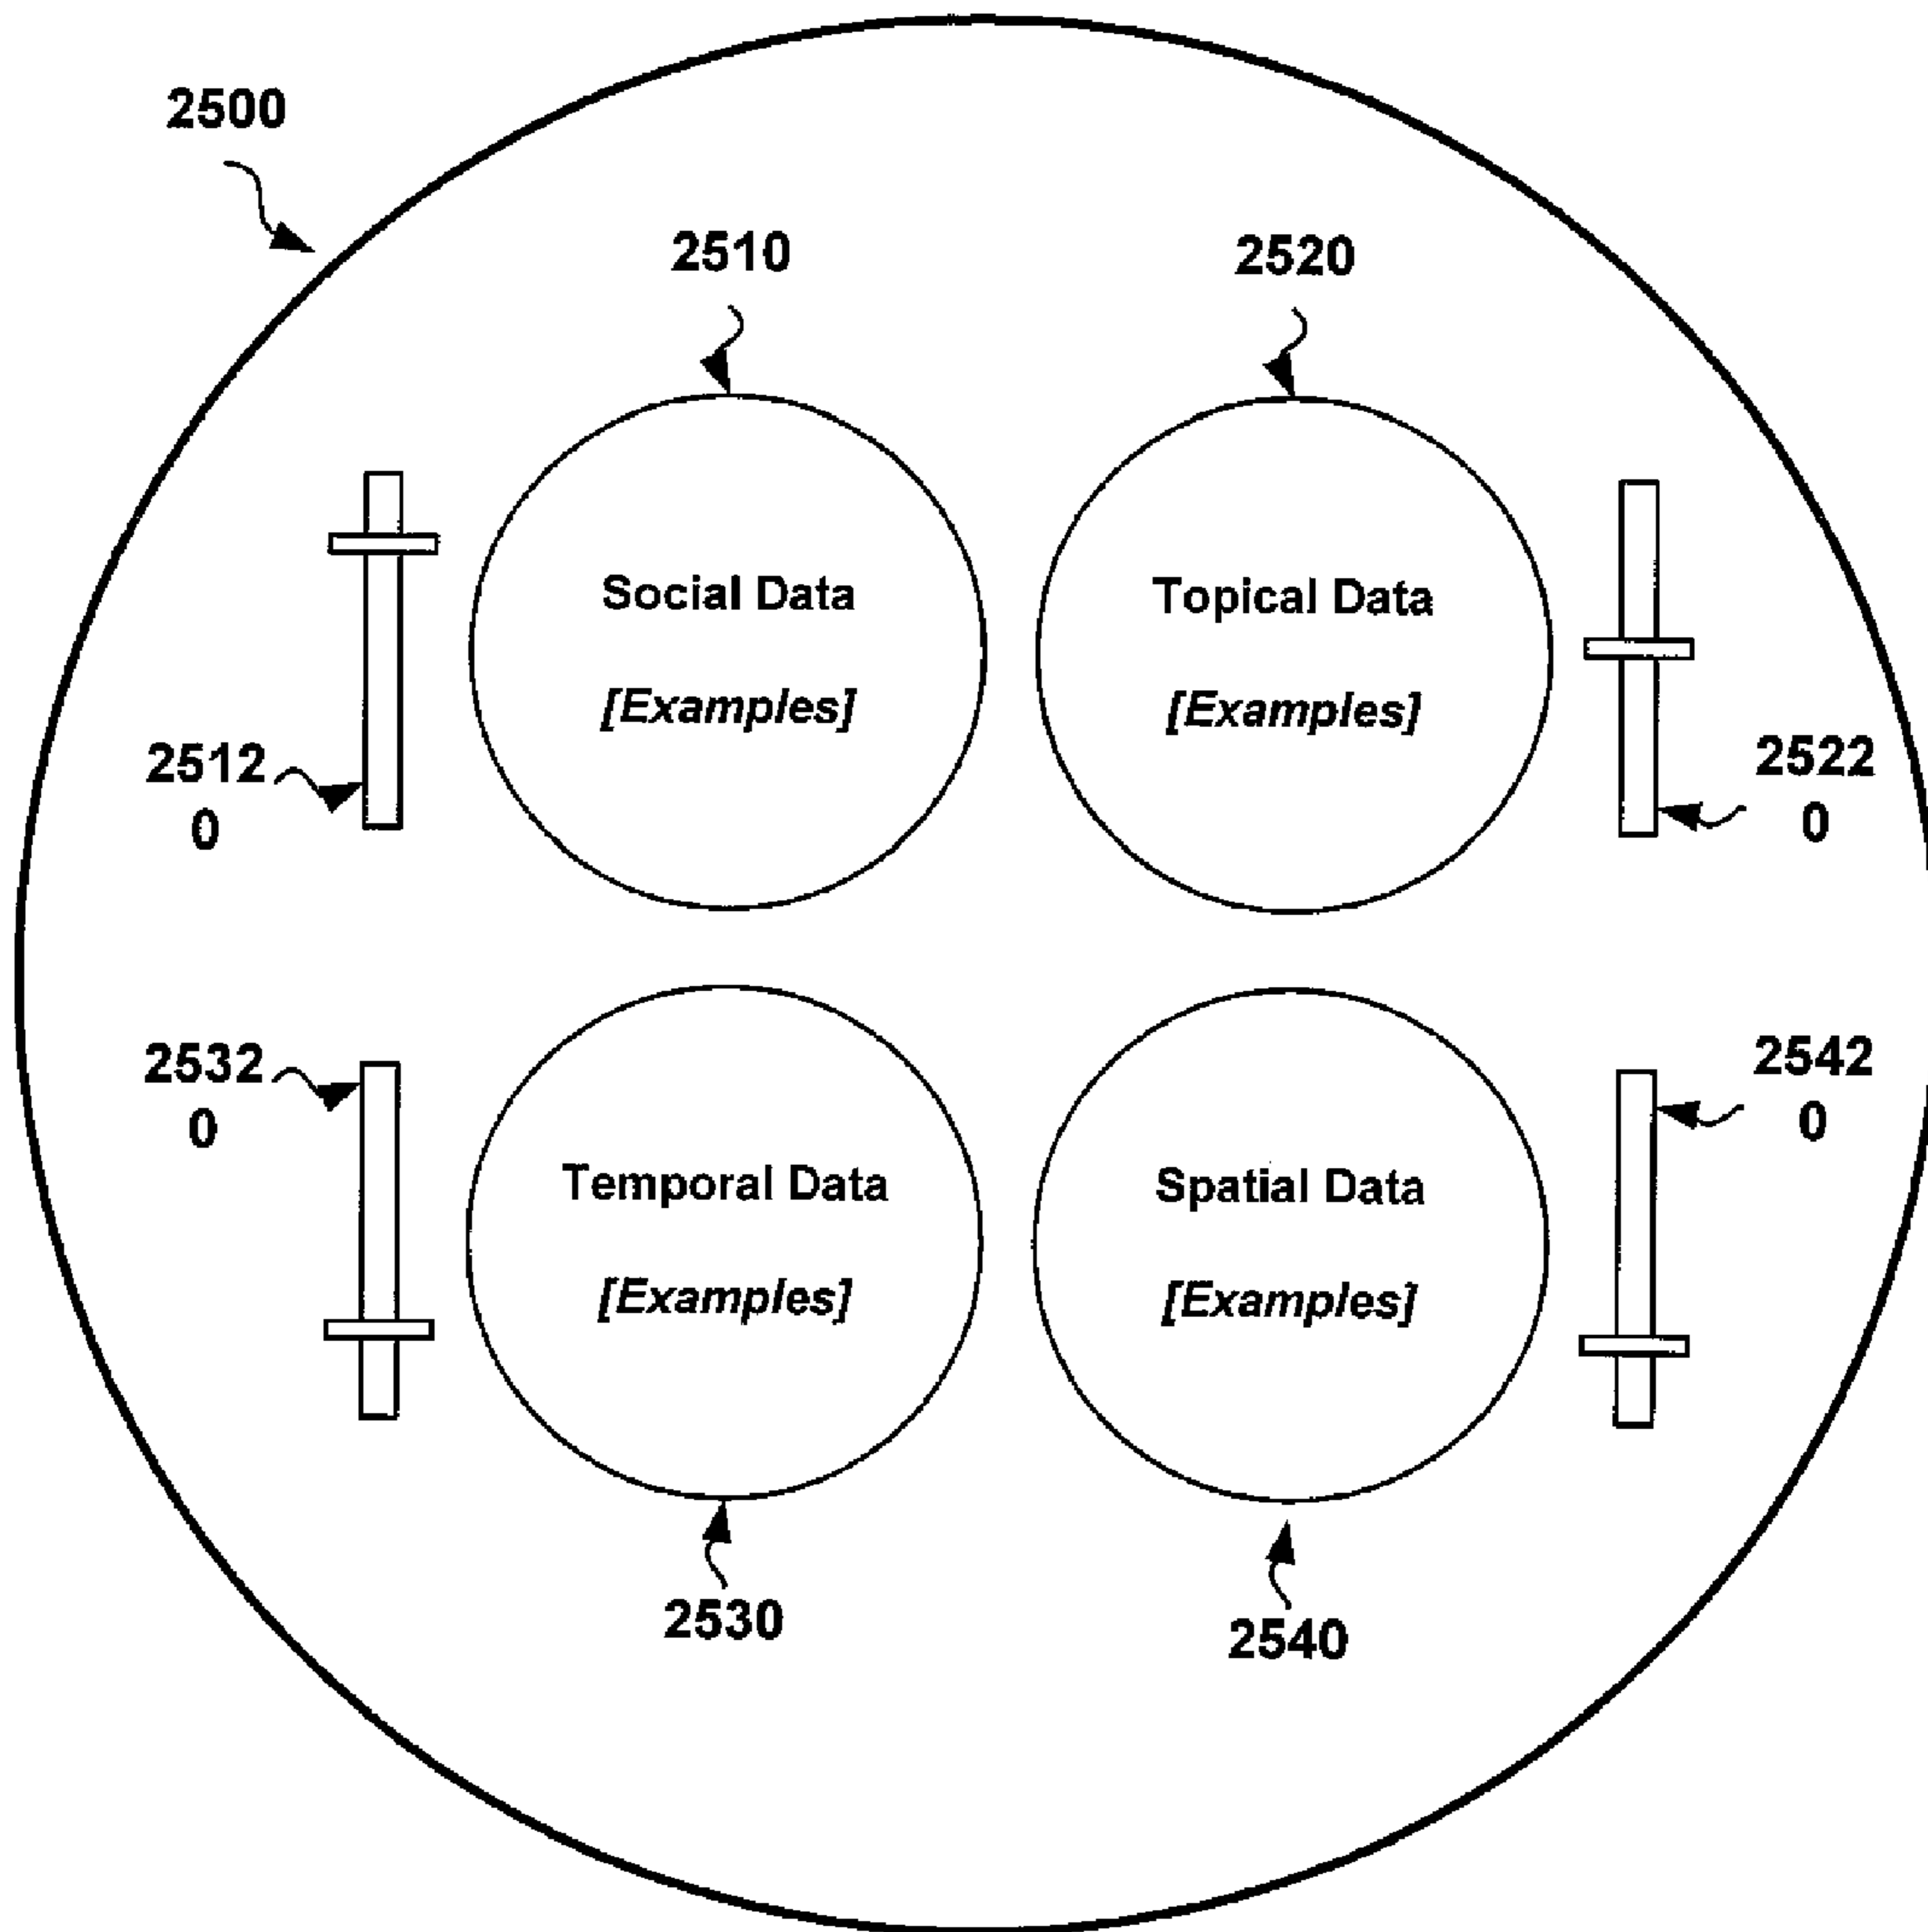 2500
2510
2520
Social Data
[Examples]
Topical Data
[Examples]
2512
0
2522
0
2532
0
2542
0
Temporal Data
[Examples]
Spatial Data
[Examples]
2530
2540